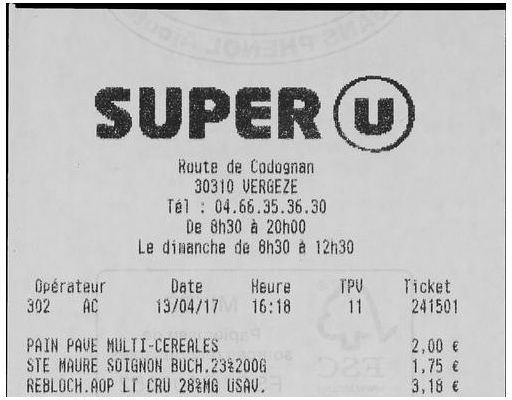 SUPER U
Route de Codognan
30310 VERGEZE
Tél : 04.66.35.36.30
De 8h30 à 20h00
Le dimanche de 8h30 à 12h30
Opérateur Date Heure TPV Ticket
302 AC 13/04/17 16:18 11 241501
PAIN PAVE MULTI-CEREALES 2,00 €
STE MAURE SOIGNON BUCH.23%200G 1,75 €
REBLOCH.AOP LT CRU 28%MG USAV. 3,18 €